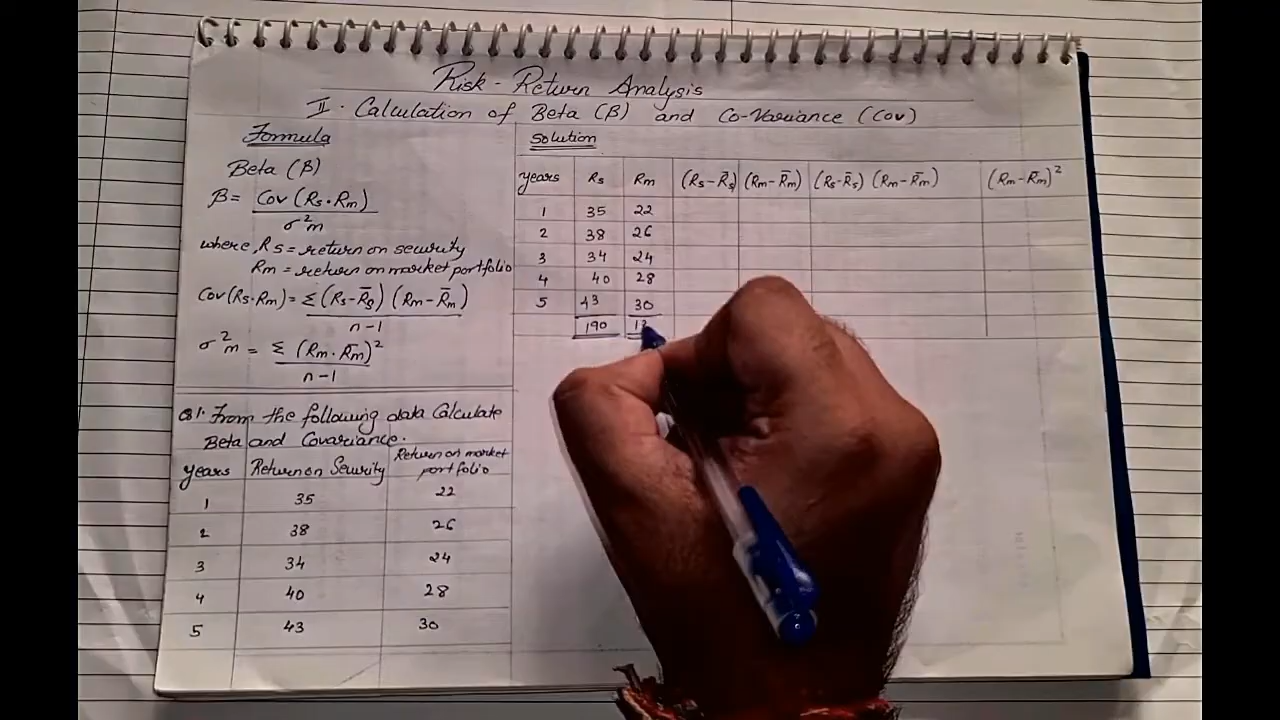 Risk-Return Analysis
II. Calculation of Beta (β) and Co-Variance (Cov)
Formula
Beta (β)
β = Cov (Rs·Rm)
σ²m
where, Rs = return on security
Rm = return on market portfolio
Cov (Rs·Rm) = Σ (Rs-R̄s) (Rm-R̄m)
n-1
σ²m = Σ (Rm·R̄m)²
n-1
Q1. From the following data Calculate
Beta and Covariance.
years Return on Security Return on market portfolio
1 35 22
2 38 26
3 34 24
4 40 28
5 43 30
Solution
years Rs Rm (Rs-R̄s) (Rm-R̄m) (Rs-R̄s) (Rm-R̄m) (Rm-R̄m)²
1 35 22
2 38 26
3 34 24
4 40 28
5 43 30
190